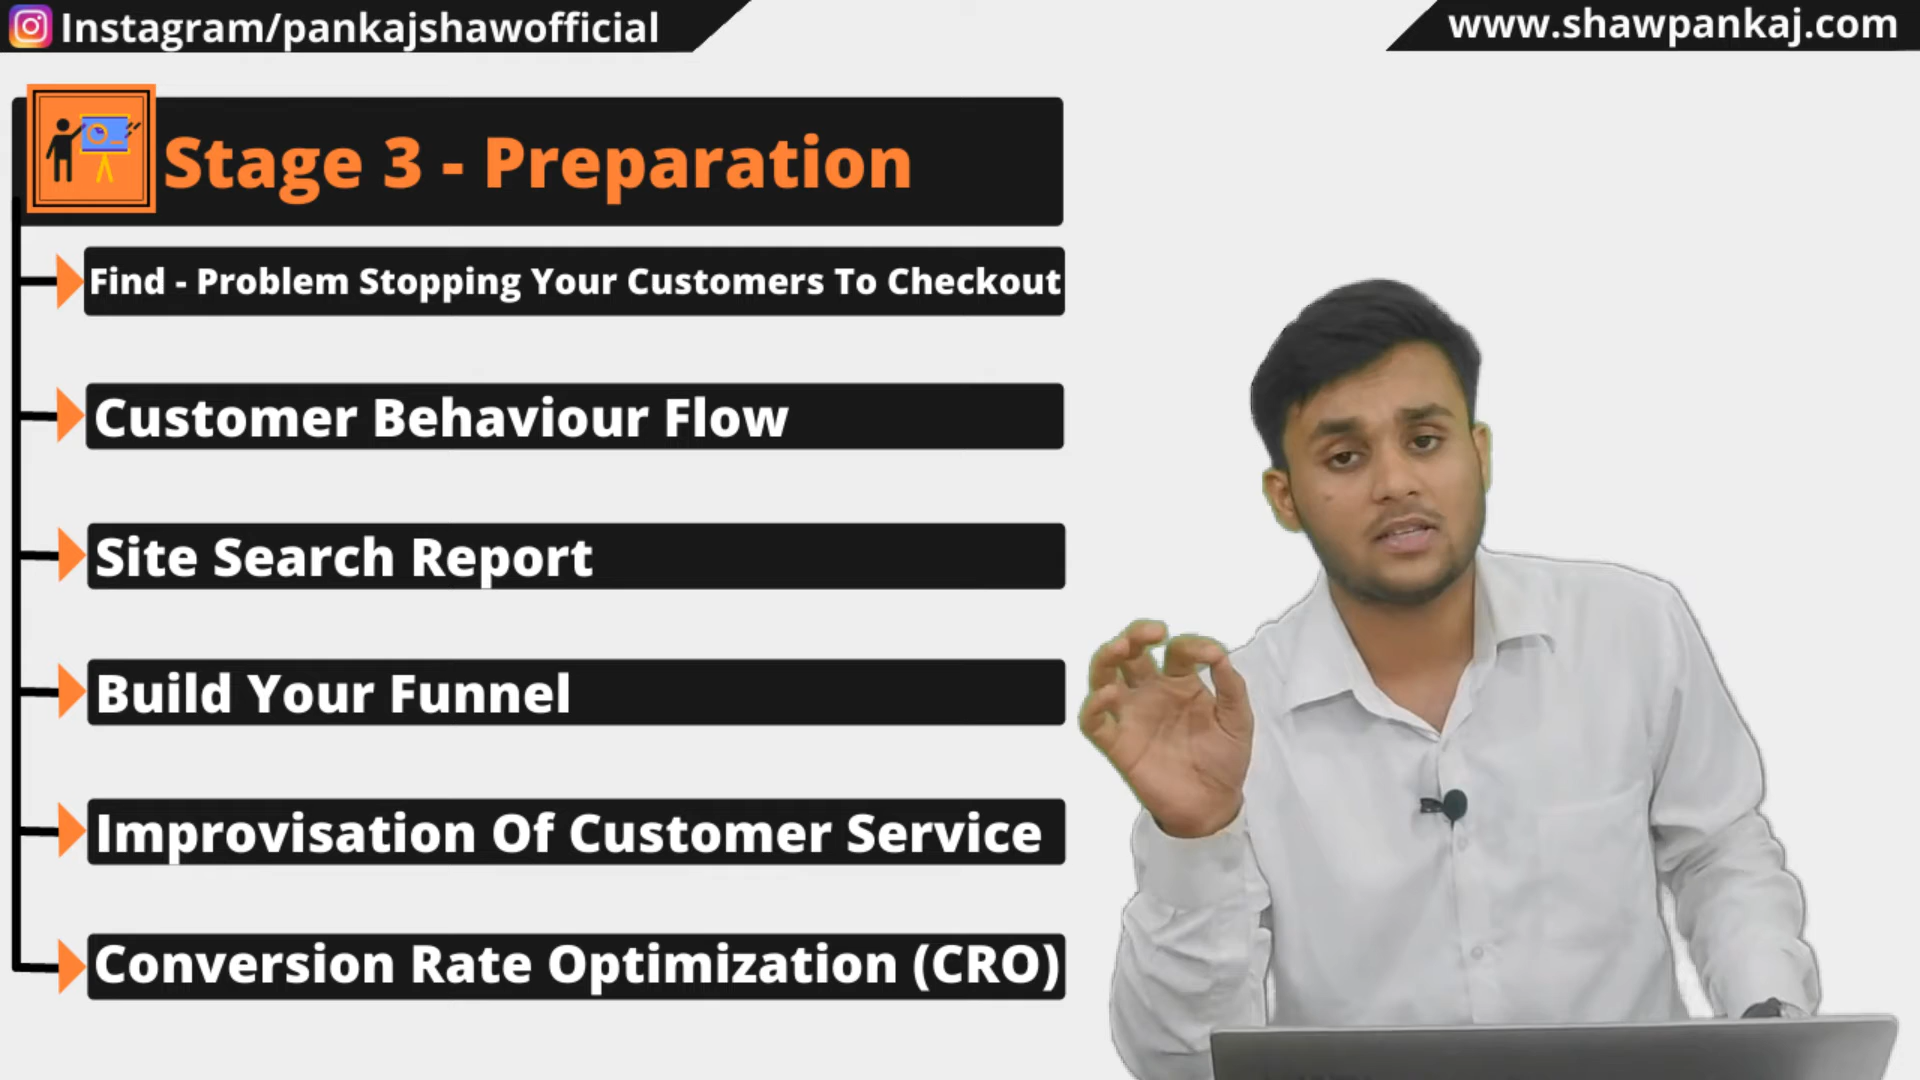 Instagram/pankajshawofficial
www.shawpankaj.com
Stage 3 - Preparation
Find - Problem Stopping Your Customers To Checkout
Customer Behaviour Flow
Site Search Report
Build Your Funnel
Improvisation Of Customer Service
Conversion Rate Optimization (CRO)